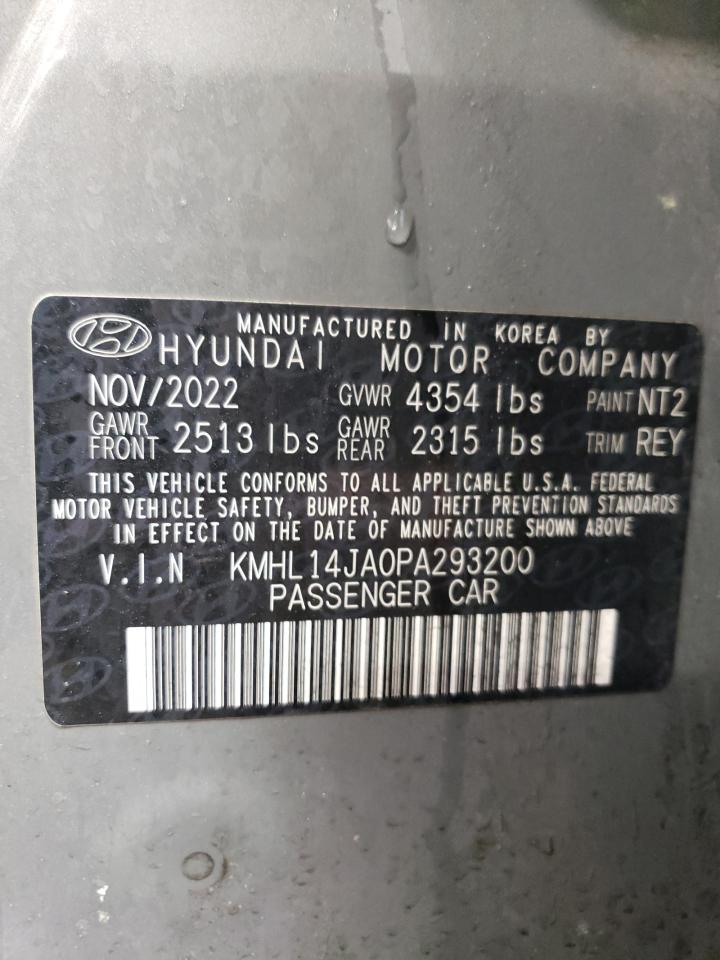 MANUFACTURED IN KOREA BY
HYUNDAI MOTOR COMPANY
NOV/2022 GVWR 4354 lbs PAINT NT2
GAWR FRONT 2513 lbs GAWR REAR 2315 lbs TRIM REY
THIS VEHICLE CONFORMS TO ALL APPLICABLE U.S.A. FEDERAL
MOTOR VEHICLE SAFETY, BUMPER, AND THEFT PREVENTION STANDARDS
IN EFFECT ON THE DATE OF MANUFACTURE SHOWN ABOVE
V.I.N KMHL14JA0PA293200
PASSENGER CAR